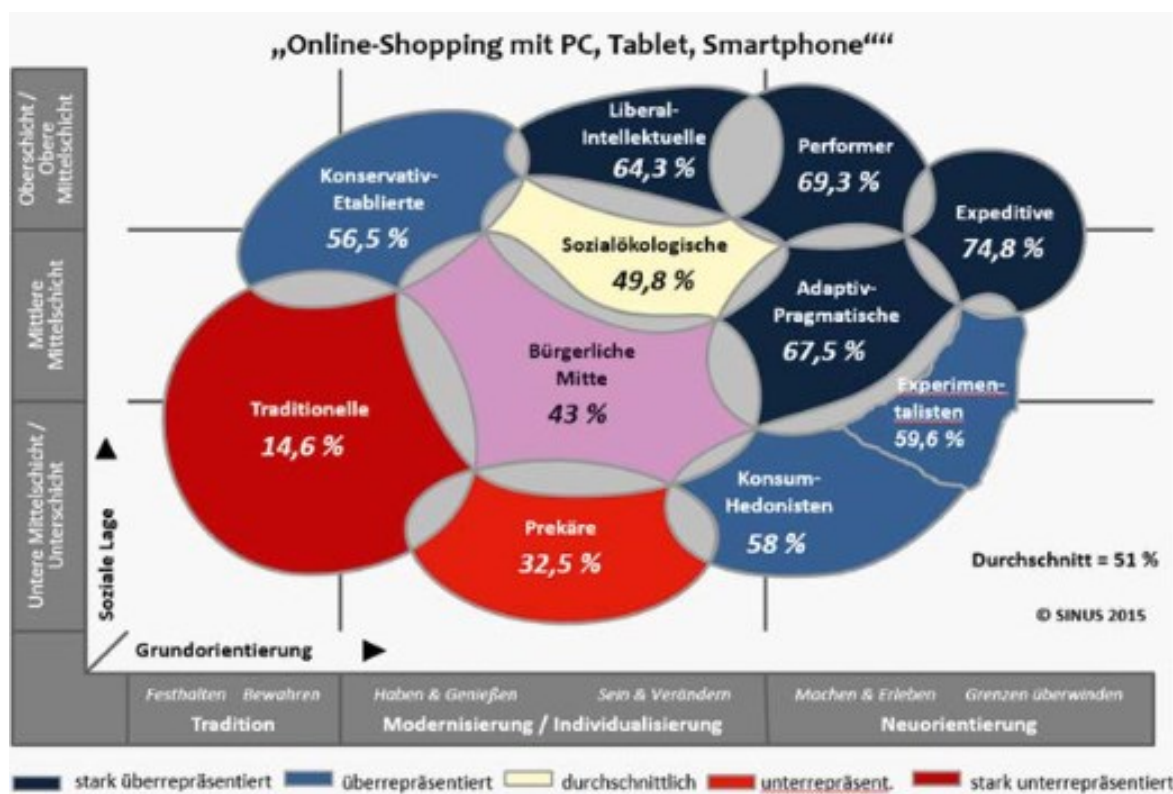 „Online-Shopping mit PC, Tablet, Smartphone““
Oberschicht /
Obere
Mittelschicht
Mittlere
Mittelschicht
Untere Mittelschicht /
Unterschicht
Soziale Lage
Liberal-
Intellektuelle
64,3 %
Performer
69,3 %
Konservativ-
Etablierte
56,5 %
Expeditive
74,8 %
Sozialökologische
49,8 %
Adaptiv-
Pragmatische
67,5 %
Bürgerliche
Mitte
43 %
Experimen-
talisten
59,6 %
Traditionelle
14,6 %
Konsum-
Hedonisten
58 %
Prekäre
32,5 %
Durchschnitt = 51 %
© SINUS 2015
Grundorientierung
Festhalten Bewahren
Tradition
Haben & Genießen Sein & Verändern
Modernisierung / Individualisierung
Machen & Erleben Grenzen überwinden
Neuorientierung
stark überrepräsentiert überrepräsentiert durchschnittlich unterrepräsent. stark unterrepräsentiert